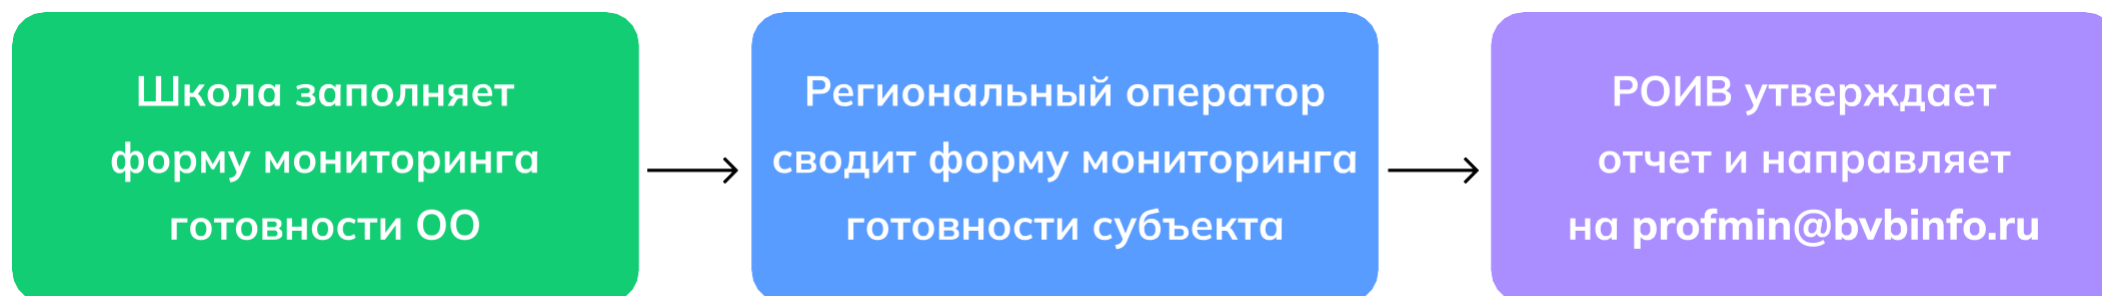 Школа заполняет
форму мониторинга
готовности ОО
Региональный оператор
сводит форму мониторинга
готовности субъекта
РОИВ утверждает
отчет и направляет
на profmin@bvbinfo.ru